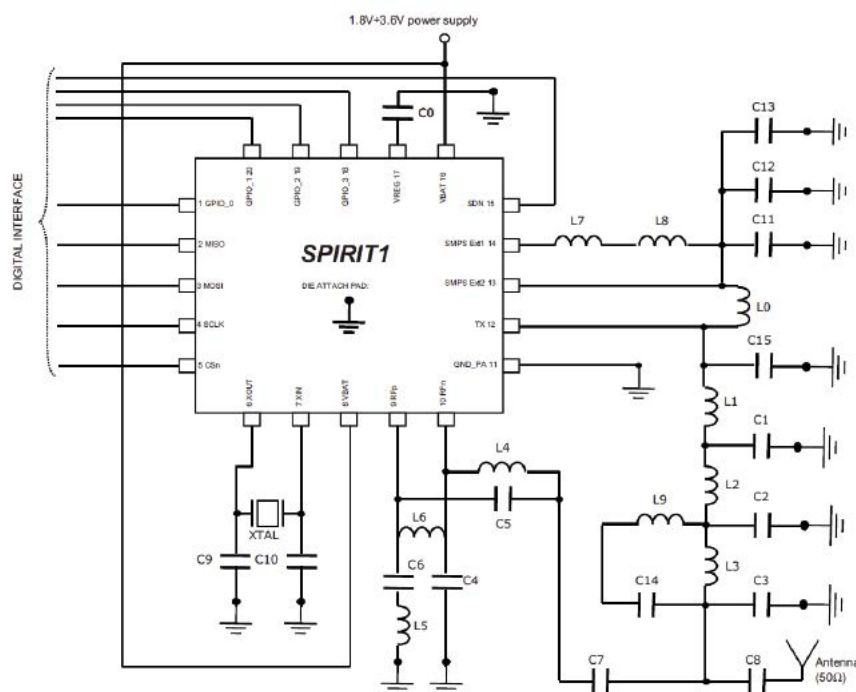 1.8V÷3.6V power supply
C0
C13
C12
C11
DIGITAL INTERFACE
GPIO_1 20
GPIO_2 19
GPIO_3 18
VREG 17
VBAT 16
1 GPIO_0
2 MISO
3 MOSI
4 SCLK
5 CSn
SPIRIT1
DIE ATTACH PAD:
SDN 15
SMPS Ext1 14
SMPS Ext2 13
TX 12
GND_PA 11
6 XOUT
7 XIN
8 VBAT
9 RFp
10 RFn
L7
L8
L0
C15
L1
C1
L2
C2
L9
L3
C14
C3
L4
C5
L6
C6
C4
L5
XTAL
C9
C10
C7
C8
Antenna
(50Ω)